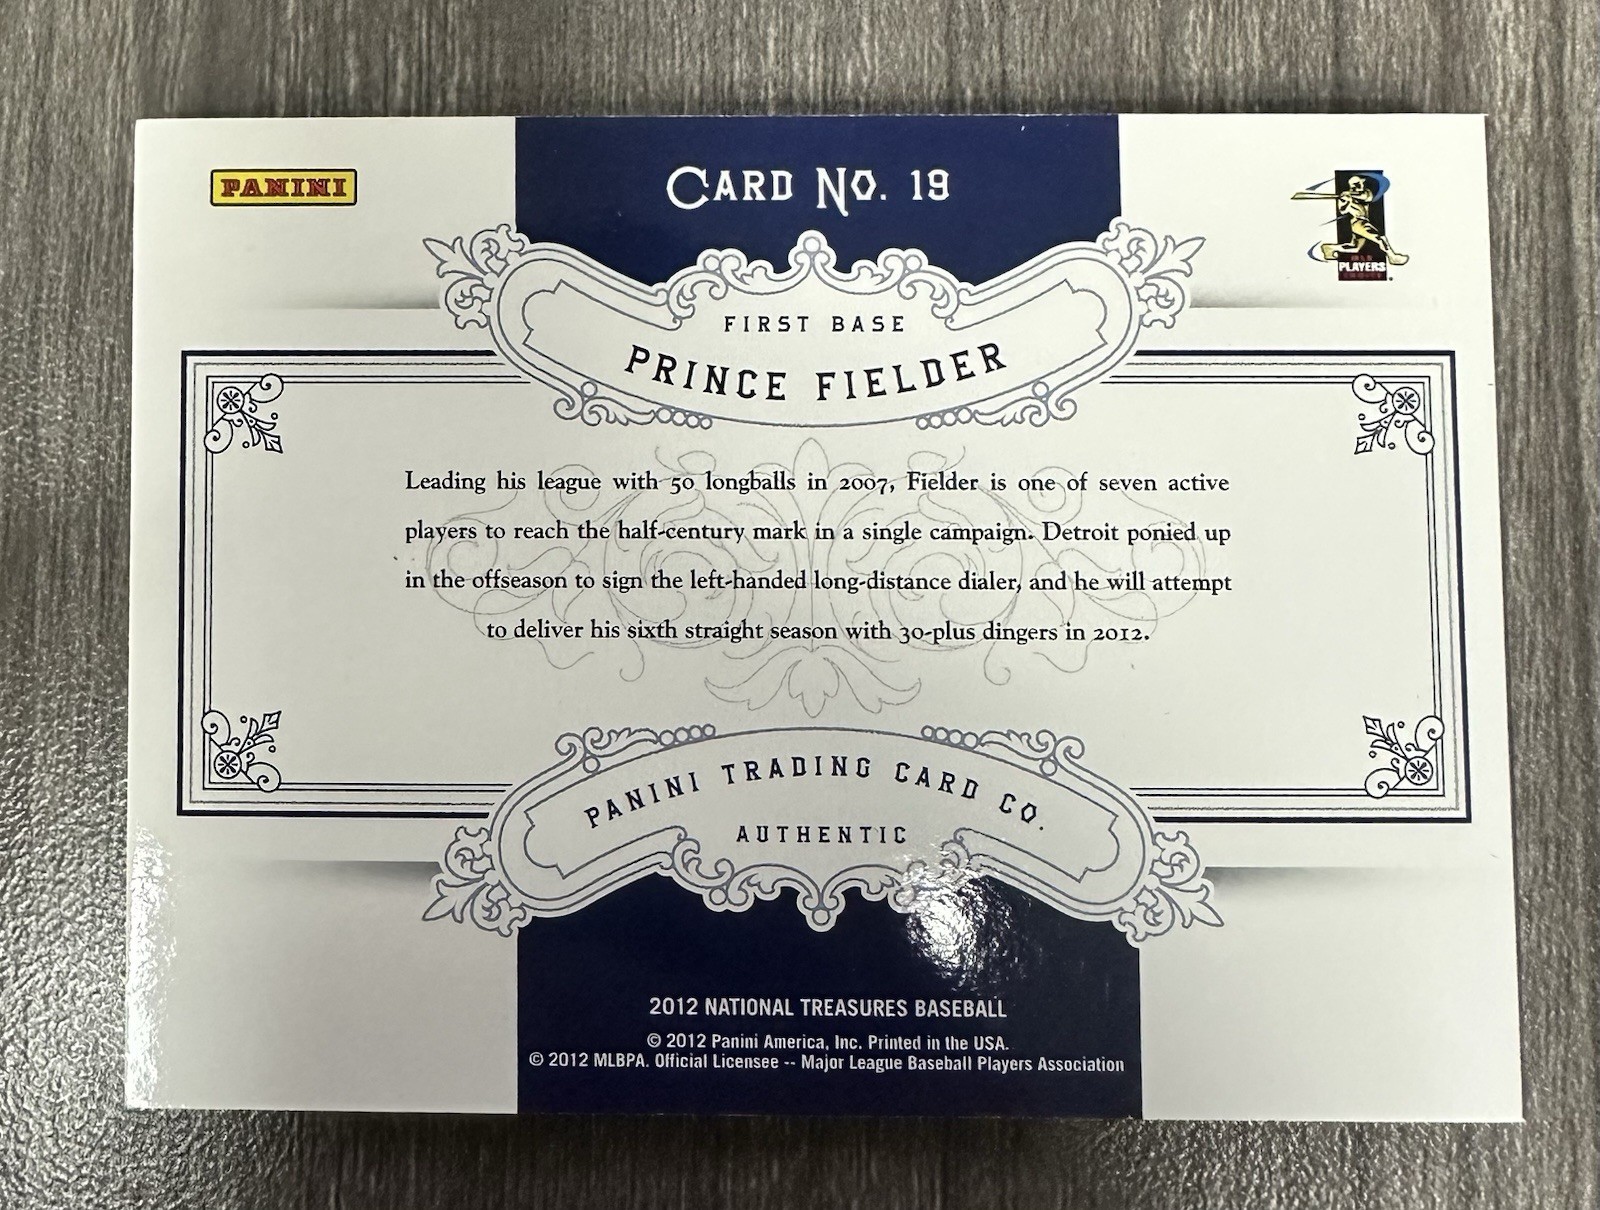 PANINI
CARD NO. 19
PLAYERS
FIRST BASE
PRINCE FIELDER
Leading his league with 50 longballs in 2007, Fielder is one of seven active
players to reach the half-century mark in a single campaign. Detroit ponied up
in the offseason to sign the left-handed long-distance dialer, and he will attempt
to deliver his sixth straight season with 30-plus dingers in 2012.
PANINI TRADING CARD CO.
AUTHENTIC
2012 NATIONAL TREASURES BASEBALL
© 2012 Panini America, Inc. Printed in the USA.
© 2012 MLBPA. Official Licensee -- Major League Baseball Players Association